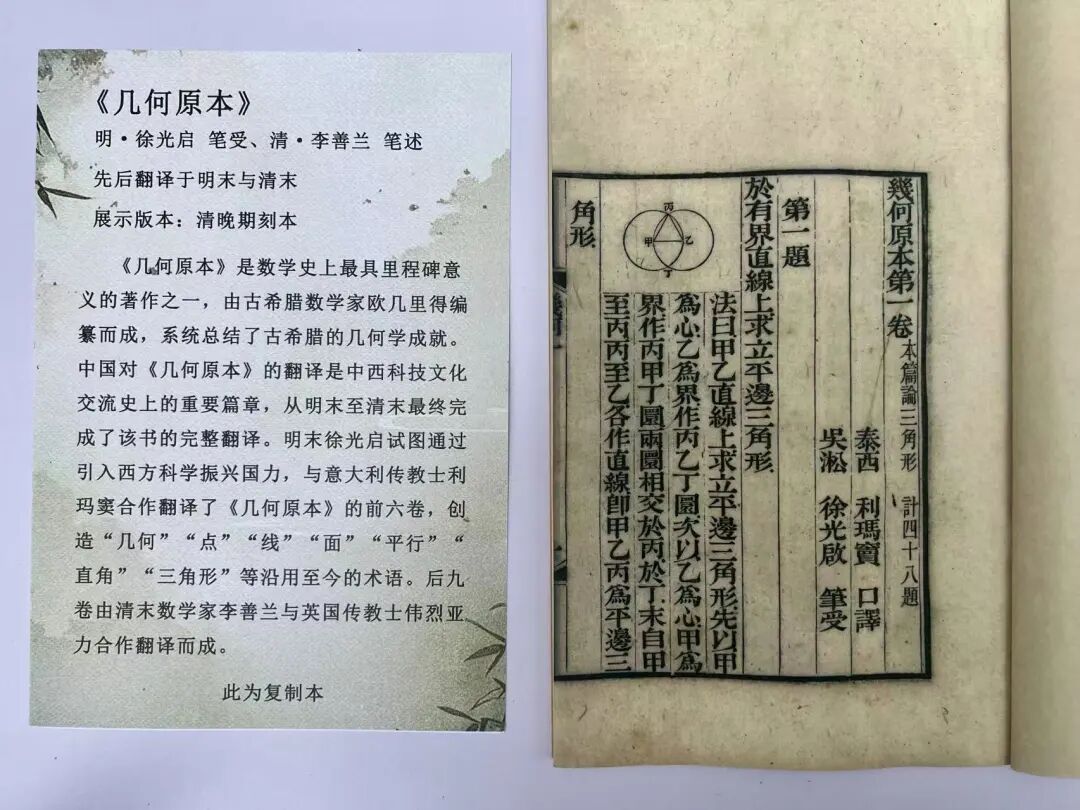 《几何原本》
明·徐光启 笔受、清·李善兰 笔述
先后翻译于明末与清末
展示版本：清晚期刻本
《几何原本》是数学史上最具里程碑意
义的著作之一，由古希腊数学家欧几里得编
纂而成，系统总结了古希腊的几何学成就。
中国对《几何原本》的翻译是中西科技文化
交流史上的重要篇章，从明末至清末最终完
成了该书的完整翻译。明末徐光启试图通过
引入西方科学振兴国力，与意大利传教士利
玛窦合作翻译了《几何原本》的前六卷，创
造“几何”“点”“线”“面”“平行”“
直角”“三角形”等沿用至今的术语。后九
卷由清末数学家李善兰与英国传教士伟烈亚
力合作翻译而成。
此为复制本
幾何原本第一卷 本篇論三角形 計四十八題
泰西 利瑪竇 口譯
吳淞 徐光啟 筆受
第一題
於有界直線上求立平邊三角形
法曰甲乙直線上求立平邊三角形先以甲
為心乙為界作丙乙丁圜次以乙為心甲為
界作丙甲丁圜兩圜相交於丙於丁末自甲
至丙丙至乙各作直線卽甲乙丙為平邊三
角形
丙
甲 乙
丁